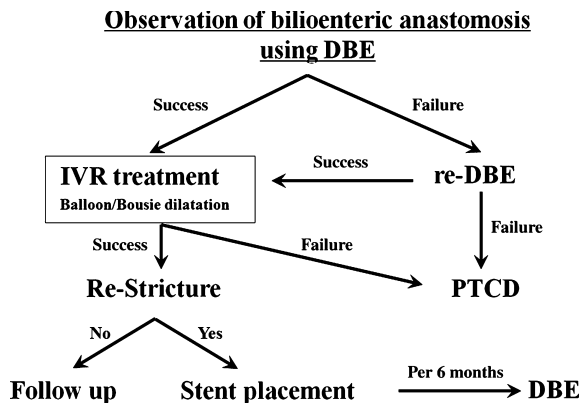 Observation of bilioenteric anastomosis
using DBE
Success
Failure
IVR treatment
Balloon/Bousie dilatation
Success
re-DBE
Success
Failure
Failure
Re-Stricture
PTCD
No
Yes
Follow up
Stent placement
Per 6 months
DBE